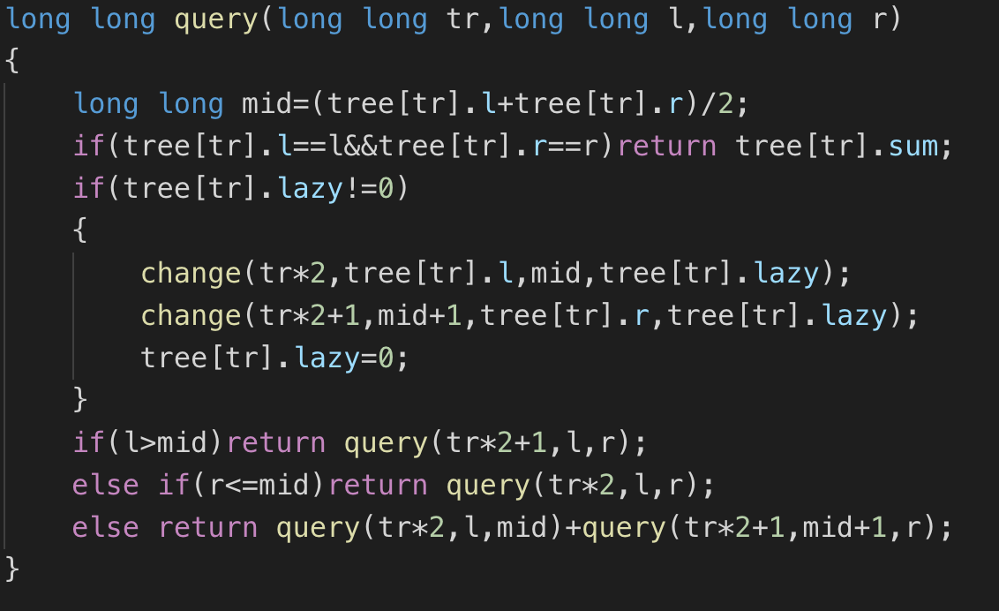 long long query(long long tr,long long l,long long r)
{
    long long mid=(tree[tr].l+tree[tr].r)/2;
    if(tree[tr].l==l&&tree[tr].r==r)return tree[tr].sum;
    if(tree[tr].lazy!=0)
    {
        change(tr*2,tree[tr].l,mid,tree[tr].lazy);
        change(tr*2+1,mid+1,tree[tr].r,tree[tr].lazy);
        tree[tr].lazy=0;
    }
    if(l>mid)return query(tr*2+1,l,r);
    else if(r<=mid)return query(tr*2,l,r);
    else return query(tr*2,l,mid)+query(tr*2+1,mid+1,r);
}